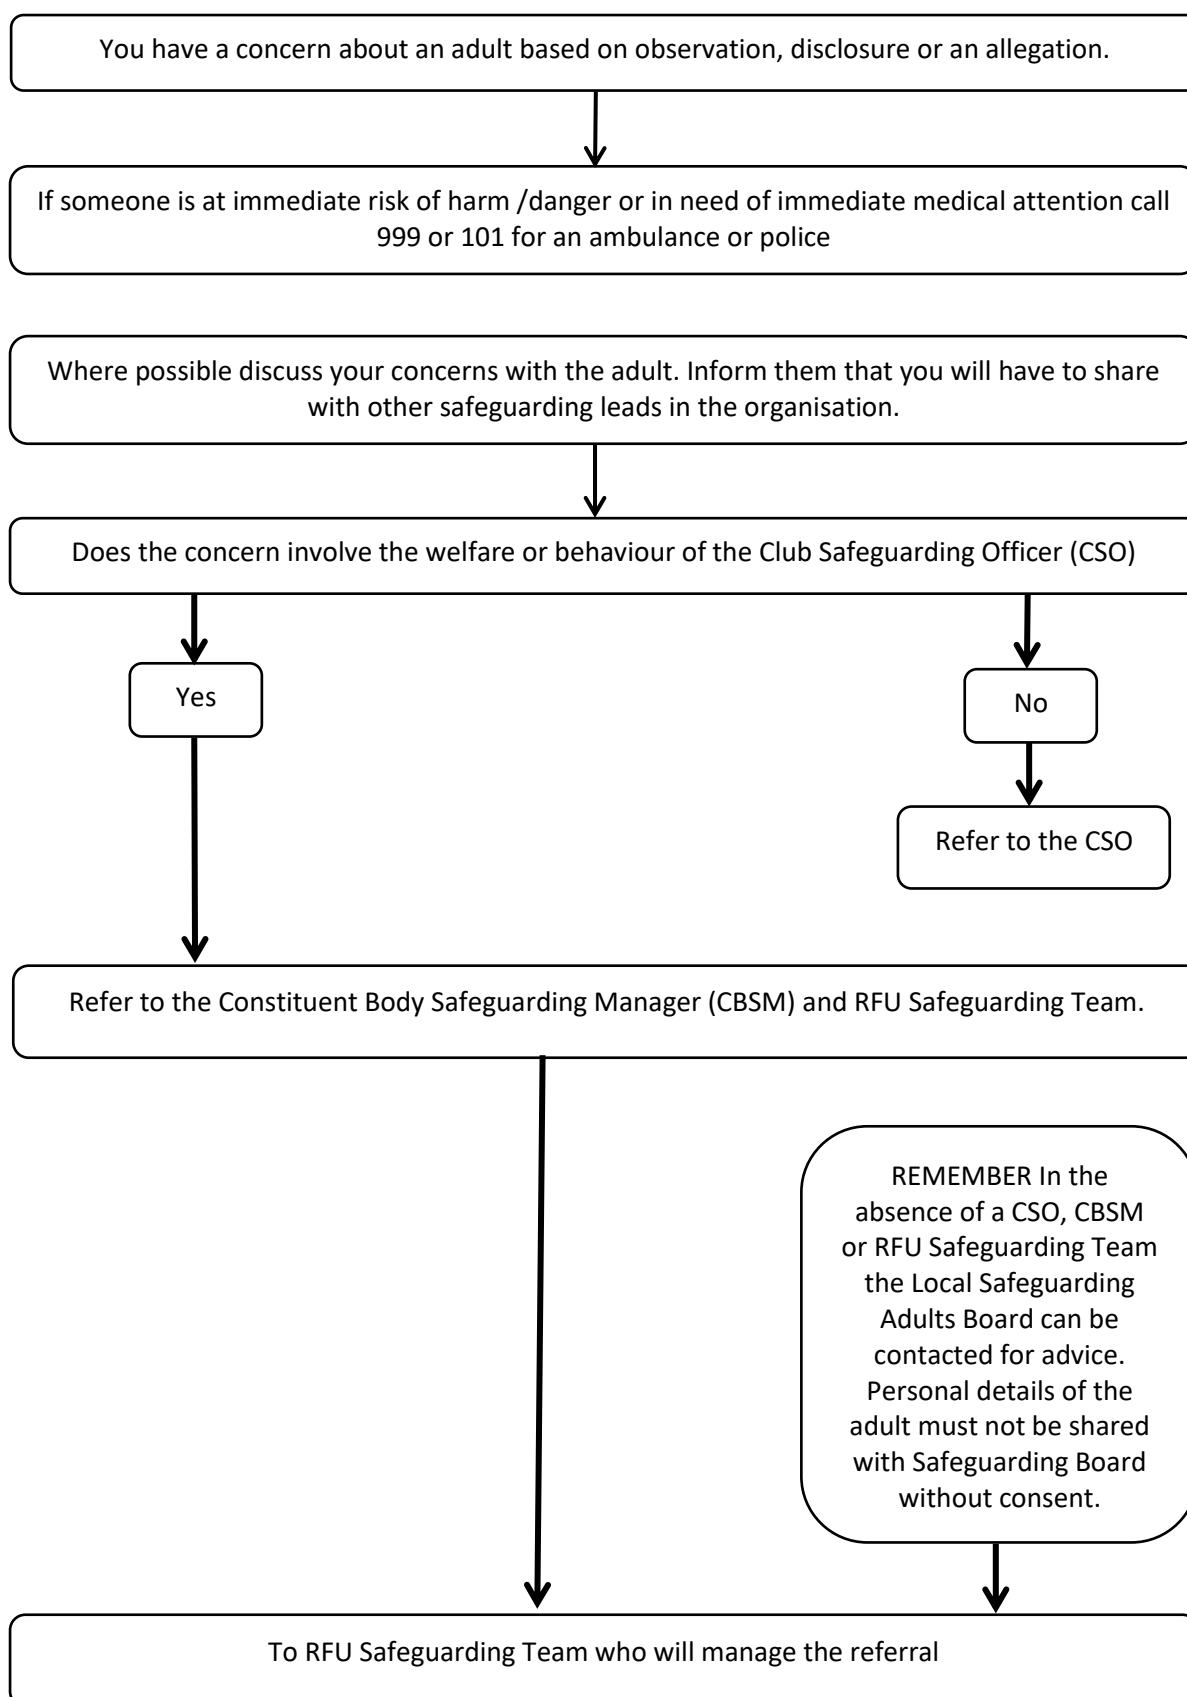 You have a concern about an adult based on observation, disclosure or an allegation.
If someone is at immediate risk of harm /danger or in need of immediate medical attention call
999 or 101 for an ambulance or police
Where possible discuss your concerns with the adult. Inform them that you will have to share
with other safeguarding leads in the organisation.
Does the concern involve the welfare or behaviour of the Club Safeguarding Officer (CSO)
Yes
No
Refer to the CSO
Refer to the Constituent Body Safeguarding Manager (CBSM) and RFU Safeguarding Team.
REMEMBER In the
absence of a CSO, CBSM
or RFU Safeguarding Team
the Local Safeguarding
Adults Board can be
contacted for advice.
Personal details of the
adult must not be shared
with Safeguarding Board
without consent.
To RFU Safeguarding Team who will manage the referral